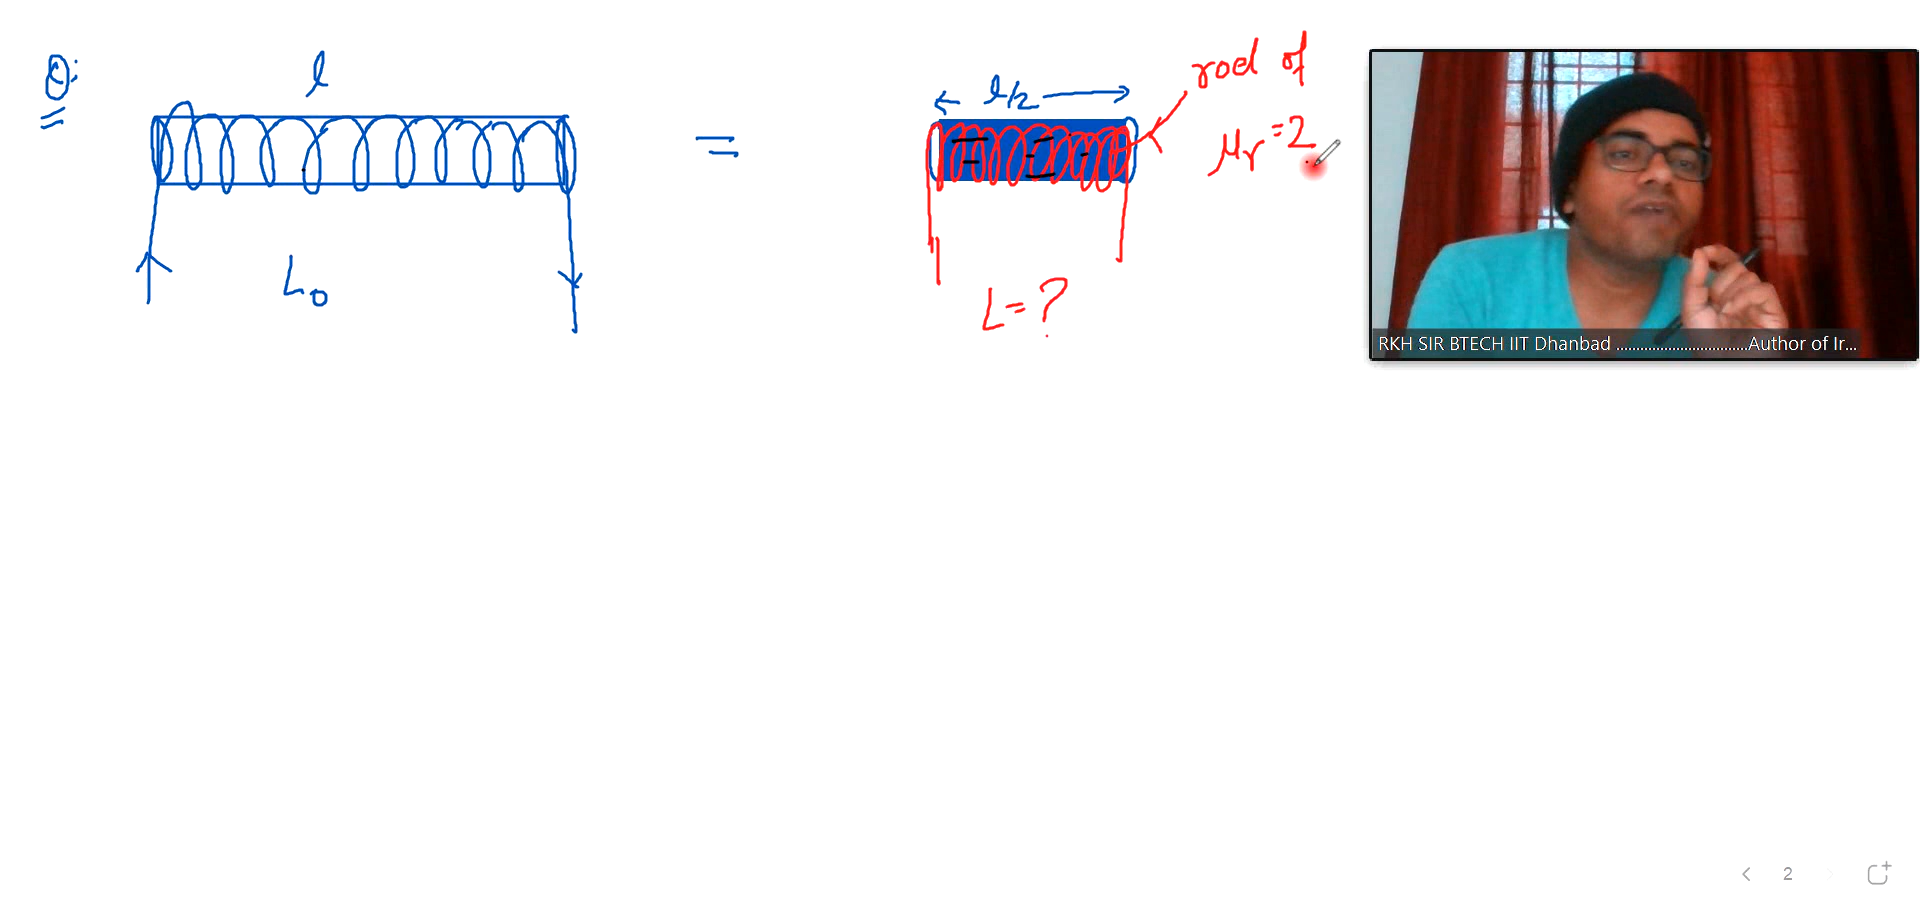 Q:
l
L₀
=
l/2
rod of
μr = 2
L = ?
RKH SIR BTECH IIT Dhanbad ................................Author of Ir...
2